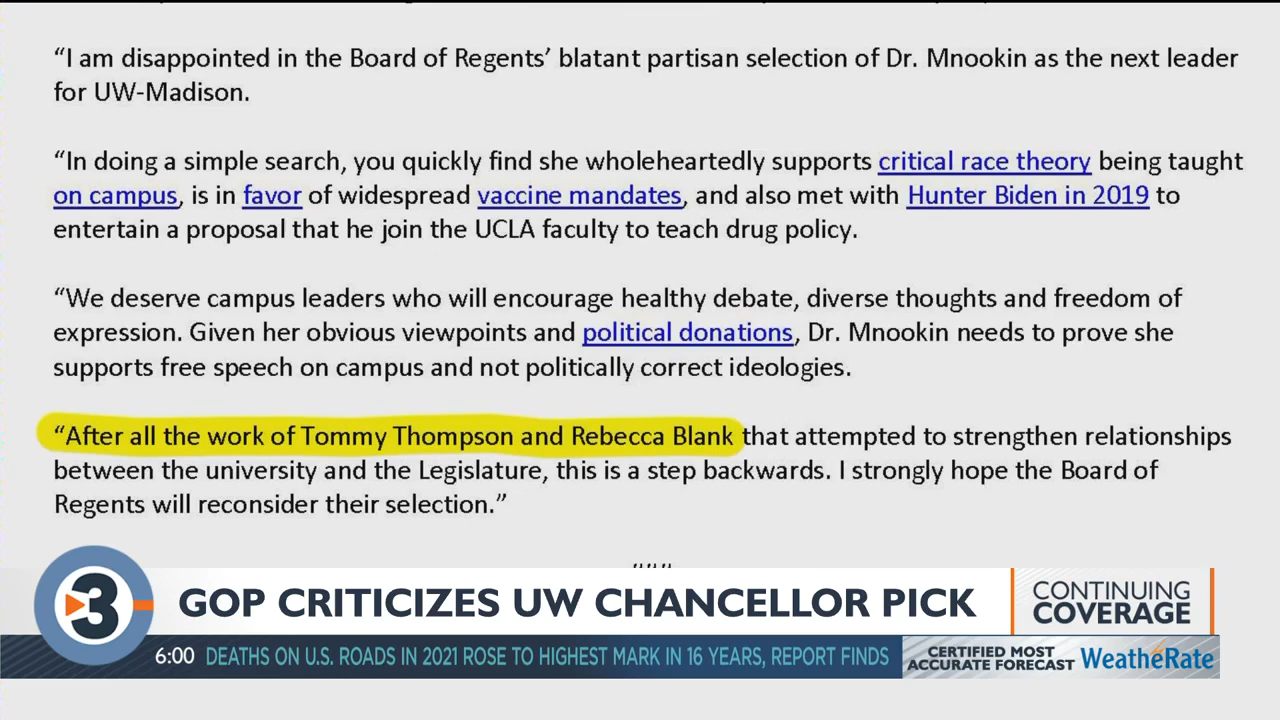 “I am disappointed in the Board of Regents’ blatant partisan selection of Dr. Mnookin as the next leader
for UW-Madison.
“In doing a simple search, you quickly find she wholeheartedly supports critical race theory being taught
on campus, is in favor of widespread vaccine mandates, and also met with Hunter Biden in 2019 to
entertain a proposal that he join the UCLA faculty to teach drug policy.
“We deserve campus leaders who will encourage healthy debate, diverse thoughts and freedom of
expression. Given her obvious viewpoints and political donations, Dr. Mnookin needs to prove she
supports free speech on campus and not politically correct ideologies.
“After all the work of Tommy Thompson and Rebecca Blank that attempted to strengthen relationships
between the university and the Legislature, this is a step backwards. I strongly hope the Board of
Regents will reconsider their selection.”
3
GOP CRITICIZES UW CHANCELLOR PICK
CONTINUING
COVERAGE
6:00 DEATHS ON U.S. ROADS IN 2021 ROSE TO HIGHEST MARK IN 16 YEARS, REPORT FINDS
CERTIFIED MOST
ACCURATE FORECAST
WeatheRate